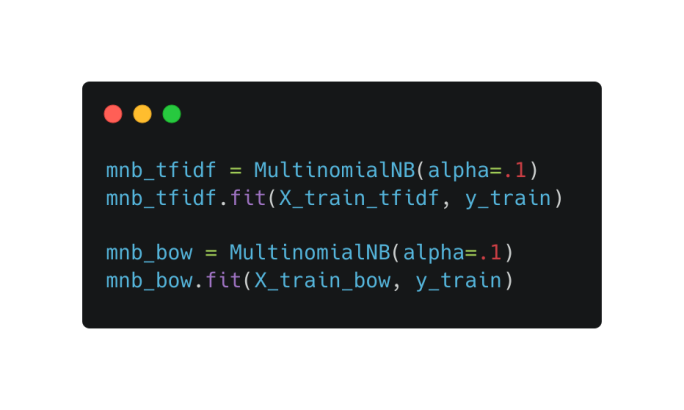 mnb_tfidf = MultinomialNB(alpha=.1)
mnb_tfidf.fit(X_train_tfidf, y_train)
mnb_bow = MultinomialNB(alpha=.1)
mnb_bow.fit(X_train_bow, y_train)